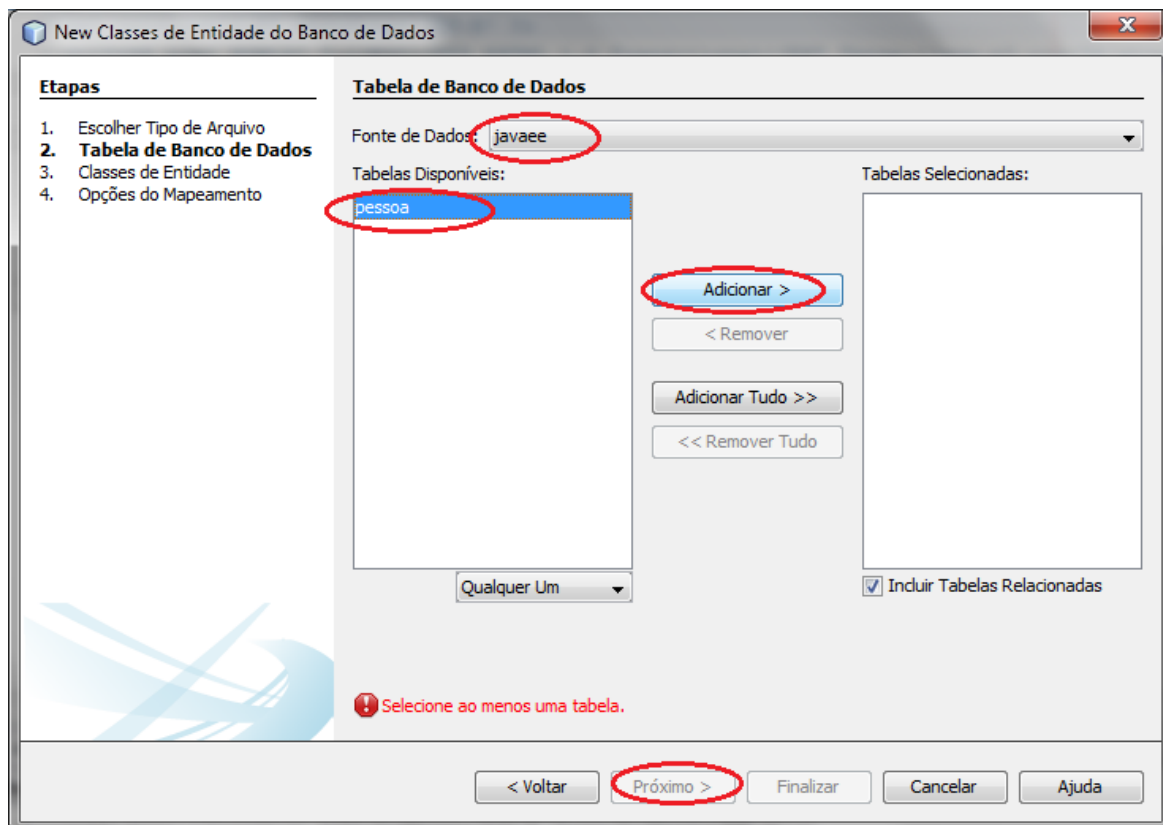 New Classes de Entidade do Banco de Dados
Etapas
1. Escolher Tipo de Arquivo
2. Tabela de Banco de Dados
3. Classes de Entidade
4. Opções do Mapeamento
Tabela de Banco de Dados
Fonte de Dados: javaee
Tabelas Disponíveis:
pessoa
Qualquer Um
Adicionar >
< Remover
Adicionar Tudo >>
<< Remover Tudo
Tabelas Selecionadas:
Incluir Tabelas Relacionadas
Selecione ao menos uma tabela.
< Voltar Próximo > Finalizar Cancelar Ajuda